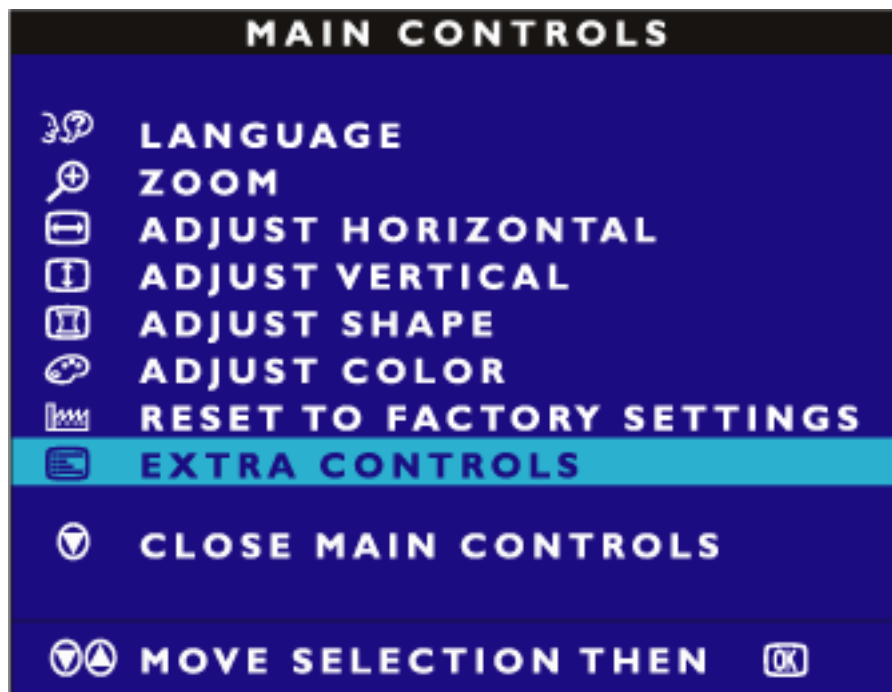 MAIN CONTROLS
LANGUAGE
ZOOM
ADJUST HORIZONTAL
ADJUST VERTICAL
ADJUST SHAPE
ADJUST COLOR
RESET TO FACTORY SETTINGS
EXTRA CONTROLS
CLOSE MAIN CONTROLS
MOVE SELECTION THEN OK